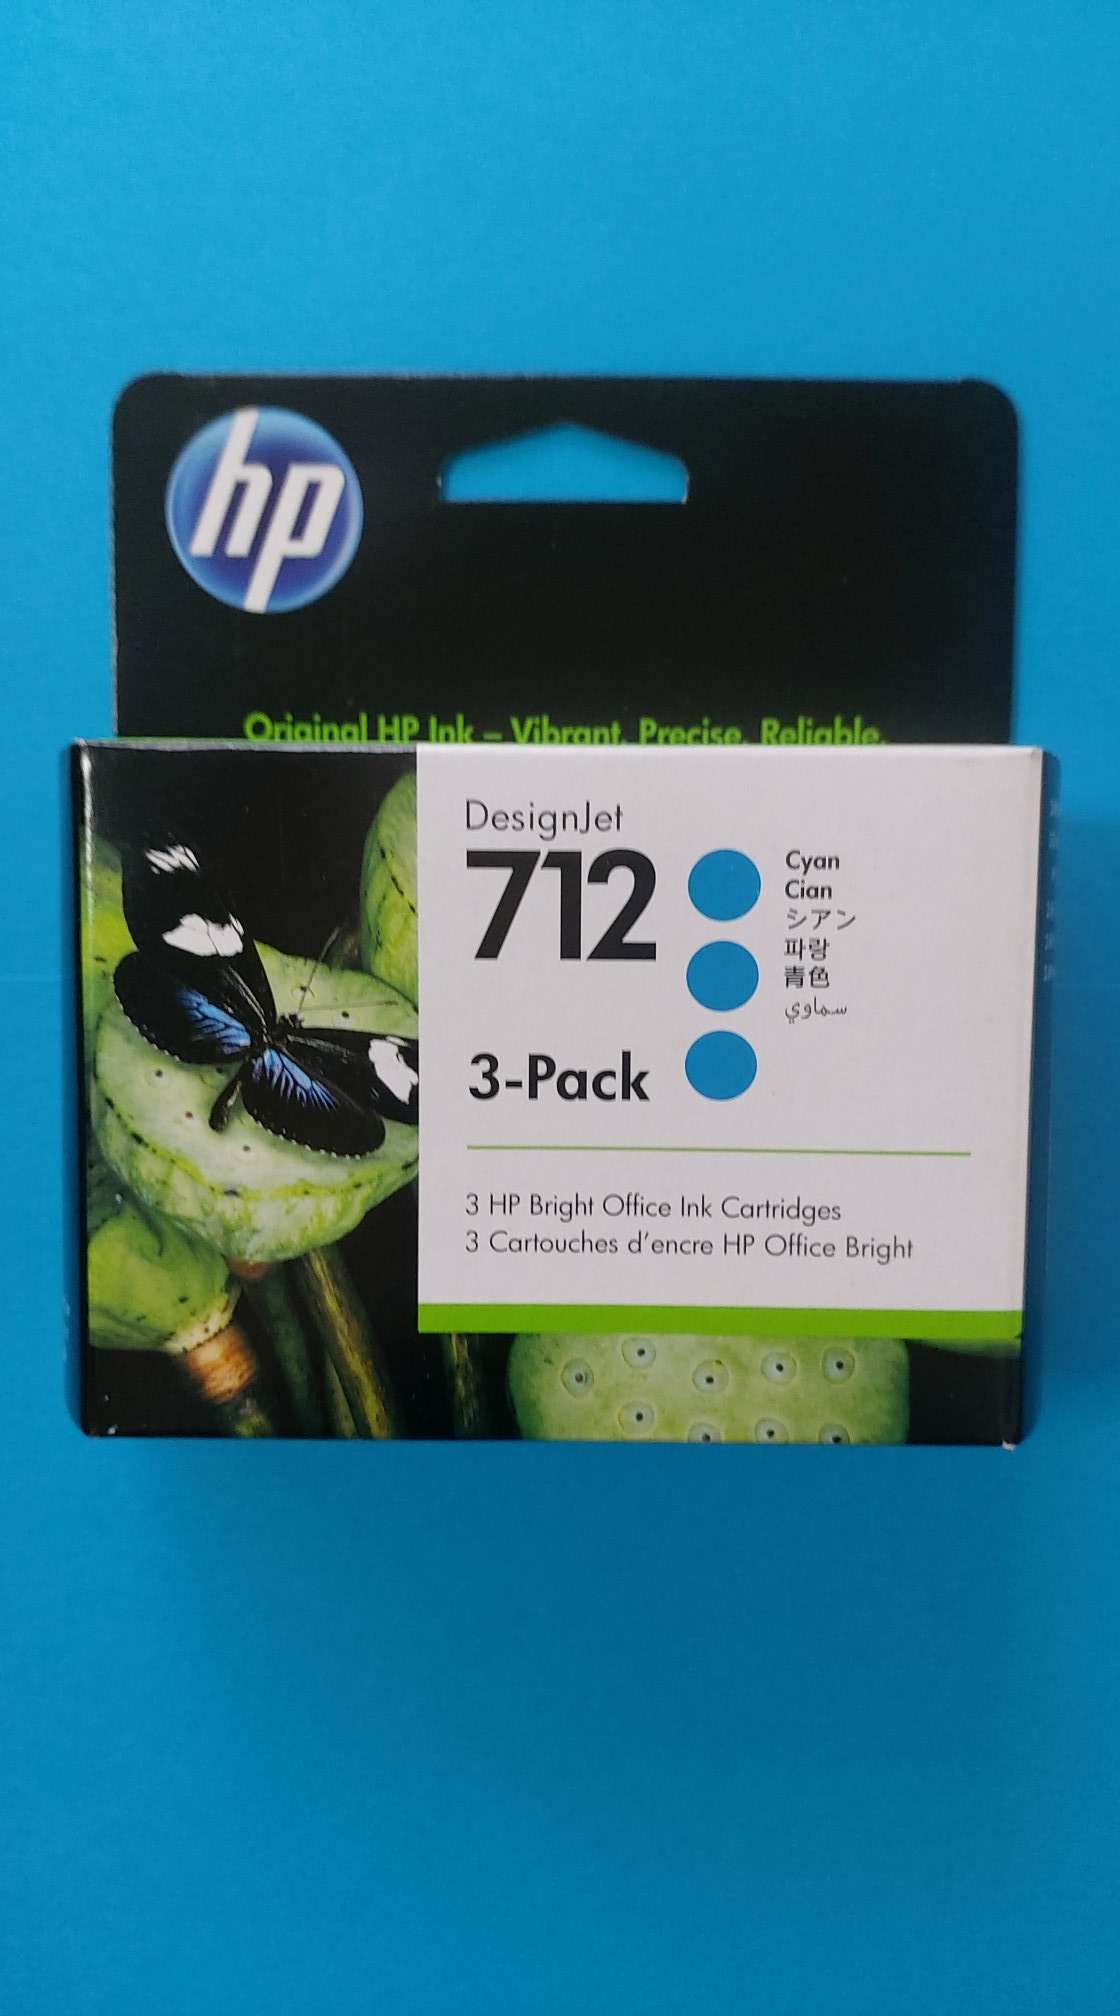 hp
Original HP Ink – Vibrant. Precise. Reliable.
DesignJet
712
Cyan
Cian
シアン
파랑
青色
سماوي
3-Pack
3 HP Bright Office Ink Cartridges
3 Cartouches d'encre HP Office Bright